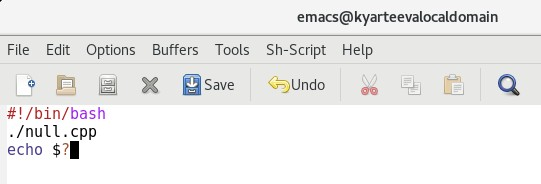 emacs@kyarteevalocaldomain
File Edit Options Buffers Tools Sh-Script Help
Save Undo
#!/bin/bash
./null.cpp
echo $?